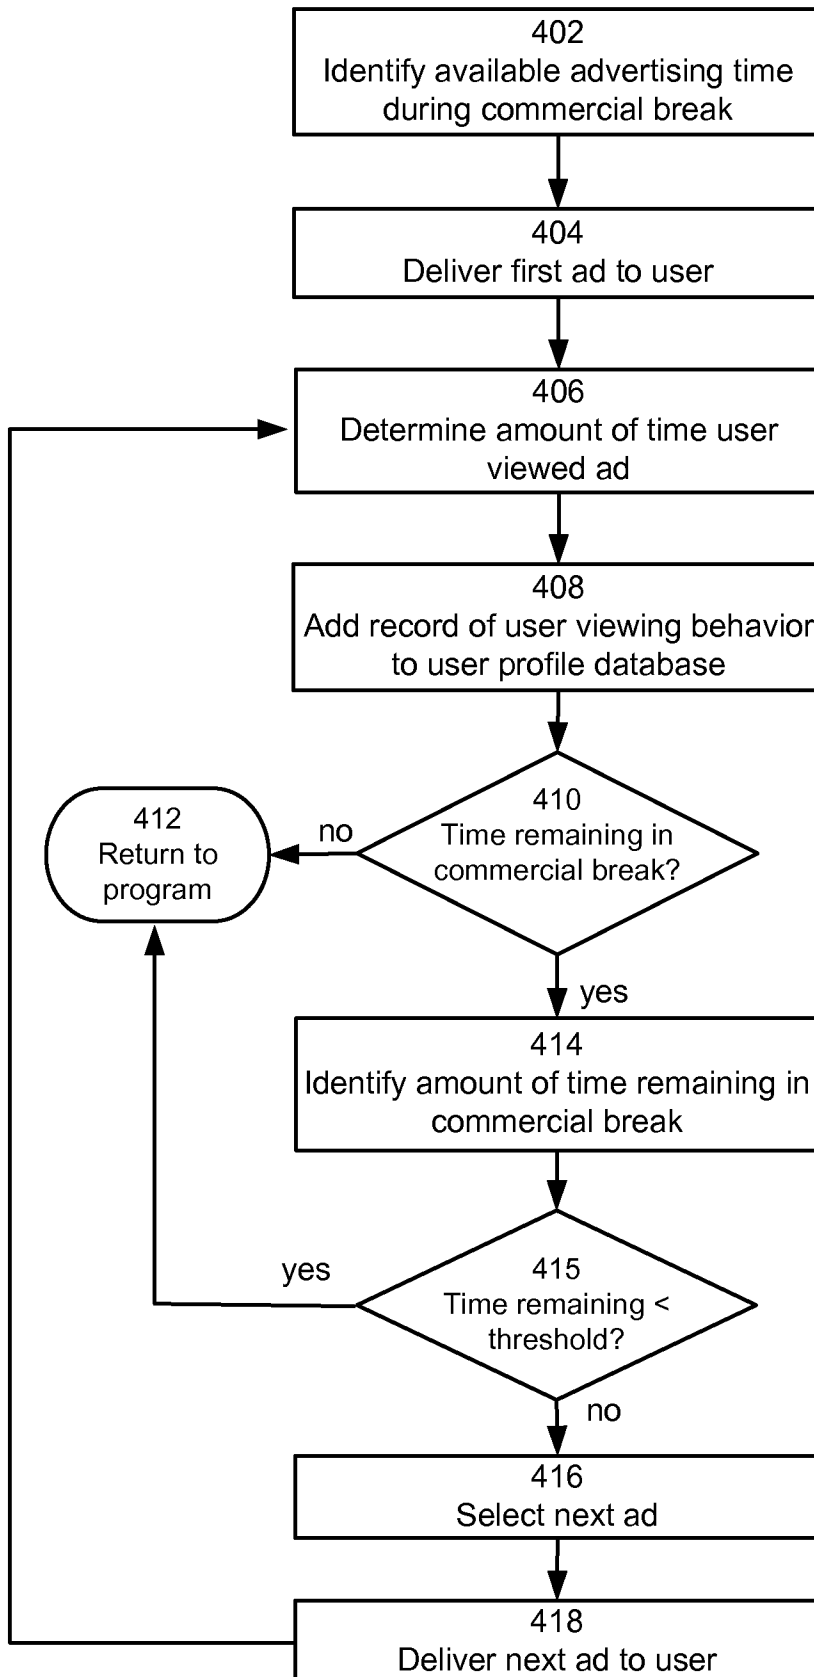 402
Identify available advertising time
during commercial break
404
Deliver first ad to user
406
Determine amount of time user
viewed ad
408
Add record of user viewing behavior
to user profile database
410
Time remaining in
commercial break?
no
412
Return to
program
yes
414
Identify amount of time remaining in
commercial break
415
Time remaining <
threshold?
yes
no
416
Select next ad
418
Deliver next ad to user